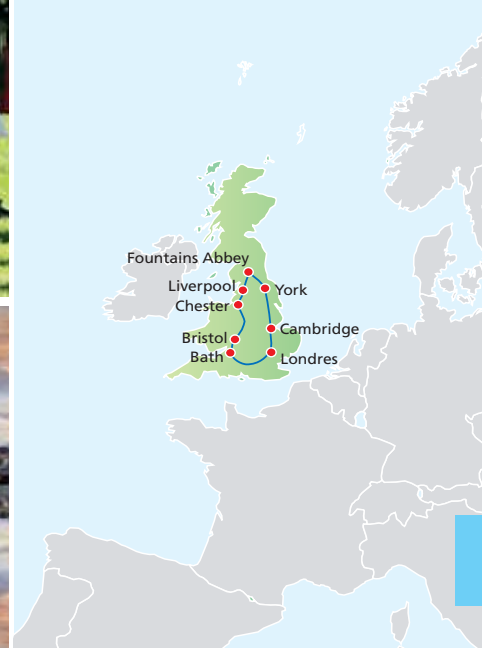 Fountains Abbey
Liverpool
York
Chester
Cambridge
Bristol
Bath
Londres